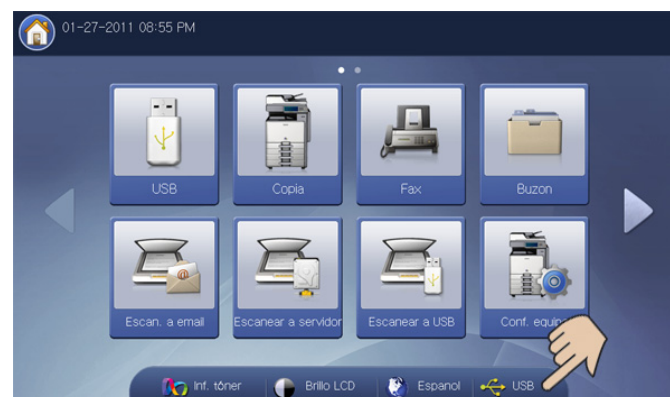 01-27-2011 08:55 PM
USB
Copia
Fax
Buzon
Escan. a email
Escanear a servidor
Escanear a USB
Conf.
Inf. tóner
Brillo LCD
Espanol
USB